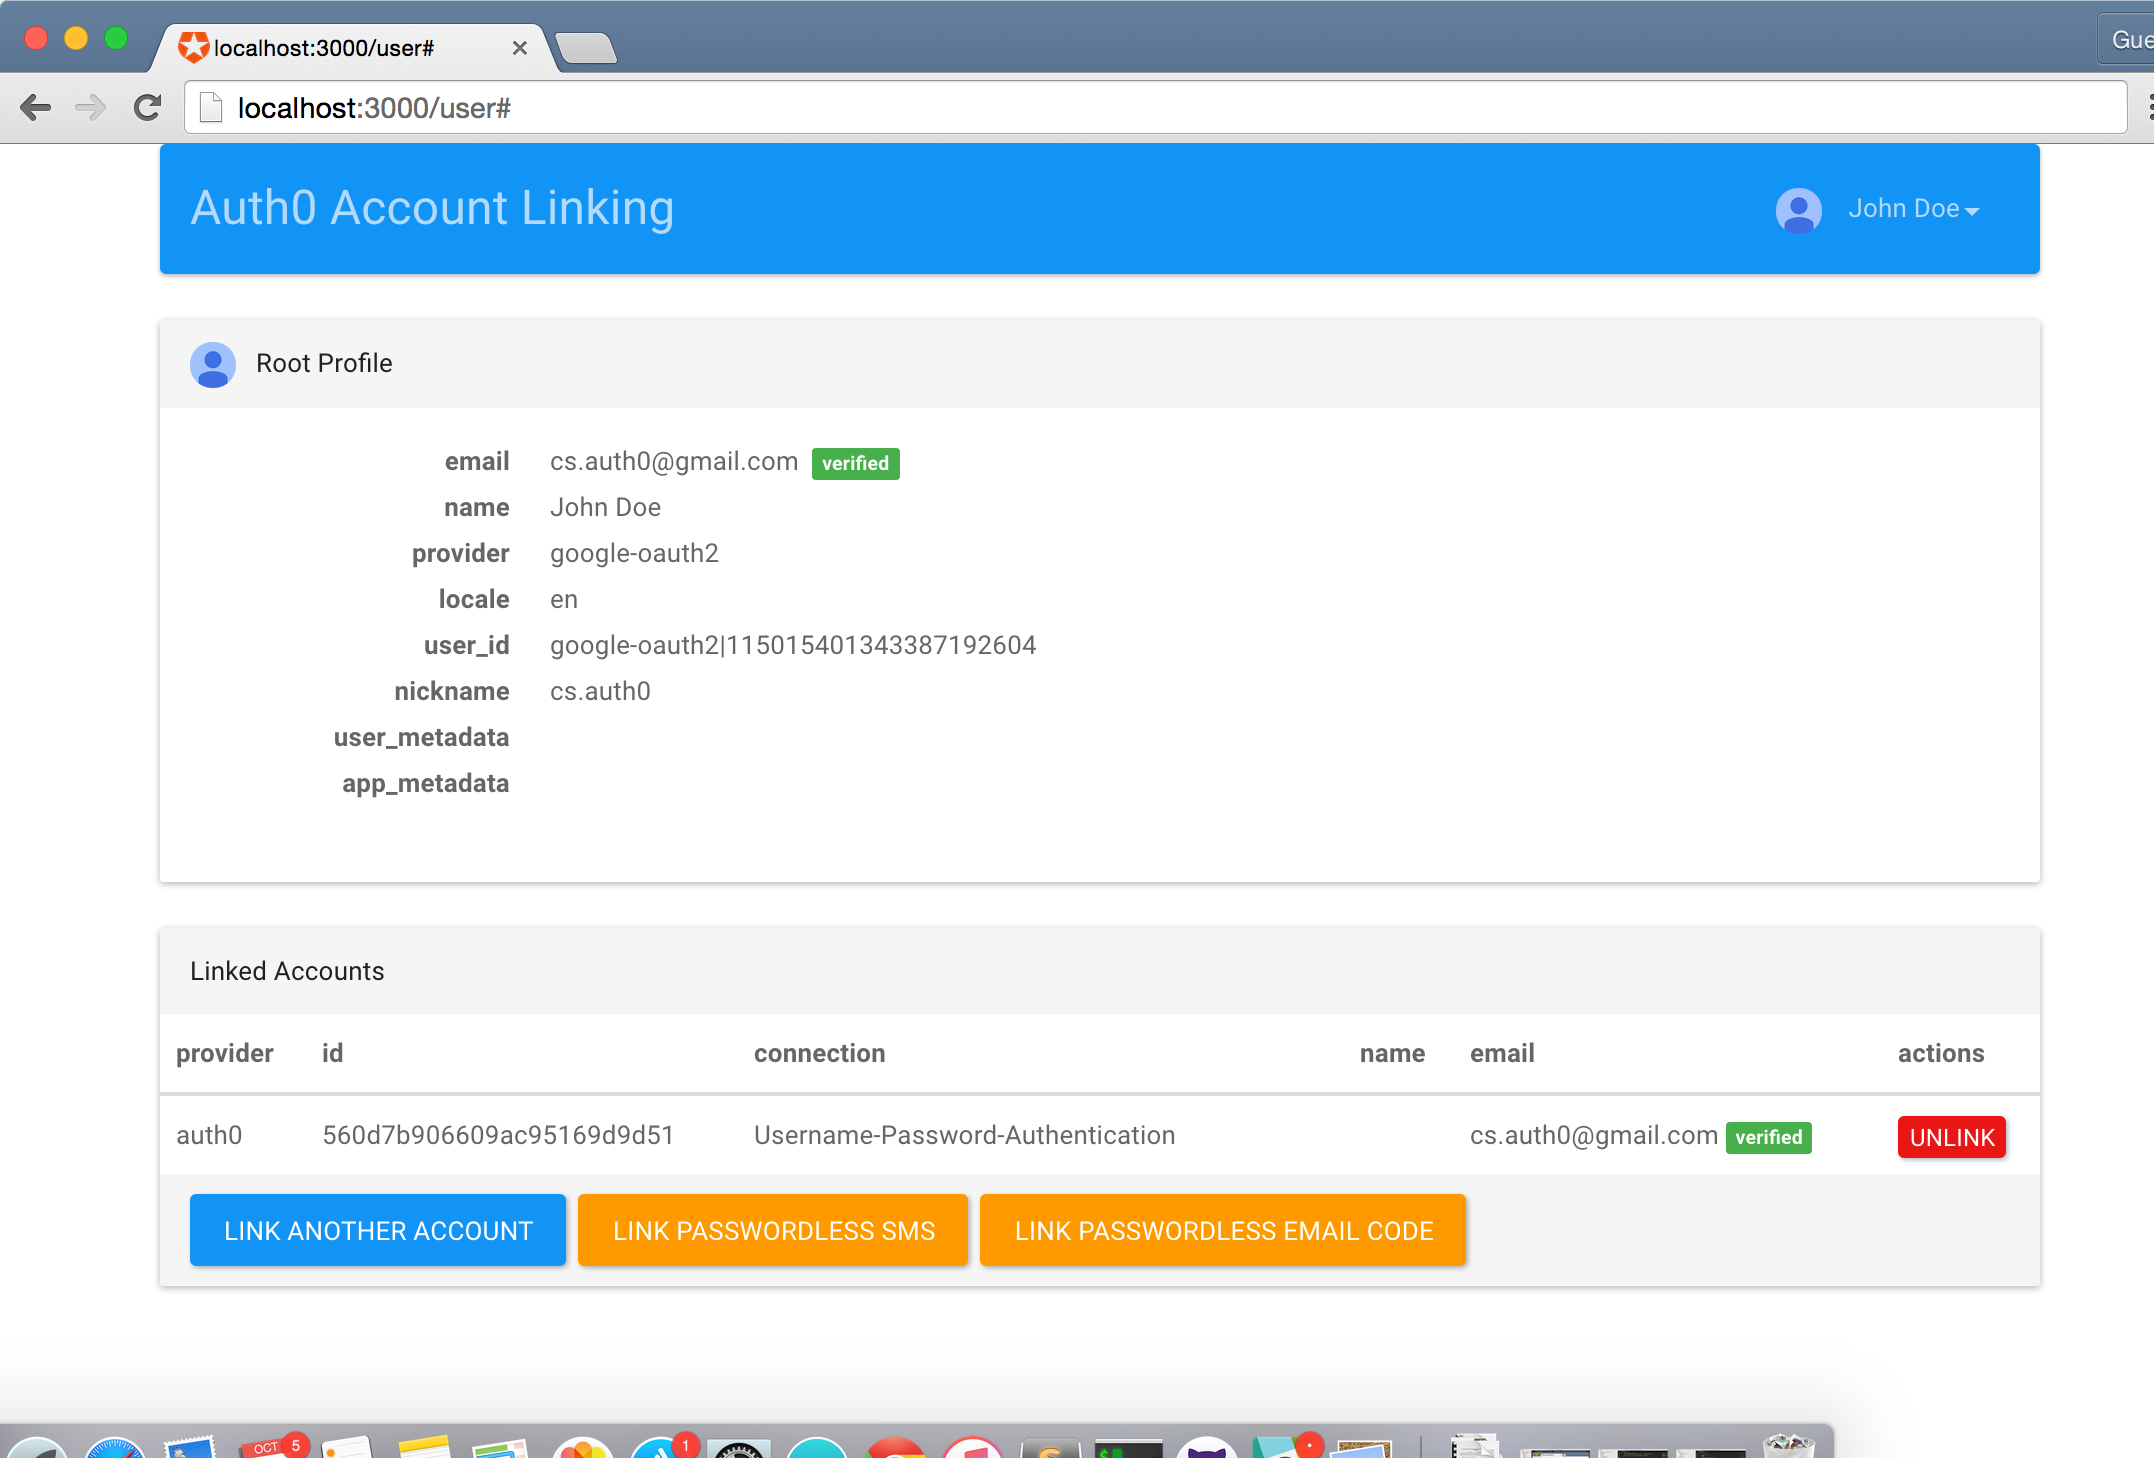 localhost:3000/user#
Gue
localhost:3000/user#
Auth0 Account Linking
John Doe
Root Profile
email cs.auth0@gmail.com verified
name John Doe
provider google-oauth2
locale en
user_id google-oauth2|115015401343387192604
nickname cs.auth0
user_metadata
app_metadata
Linked Accounts
provider id connection name email actions
auth0 560d7b906609ac95169d9d51 Username-Password-Authentication cs.auth0@gmail.com verified UNLINK
LINK ANOTHER ACCOUNT LINK PASSWORDLESS SMS LINK PASSWORDLESS EMAIL CODE
OCT 5 1